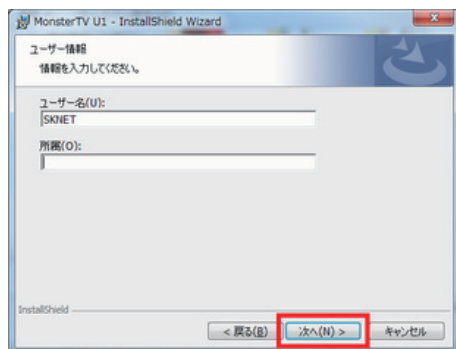 MonsterTV U1 - InstallShield Wizard
ユーザー情報
情報を入力してください。
ユーザー名(U):
SKNET
所属(O):
InstallShield
< 戻る(B)
次へ(N) >
キャンセル